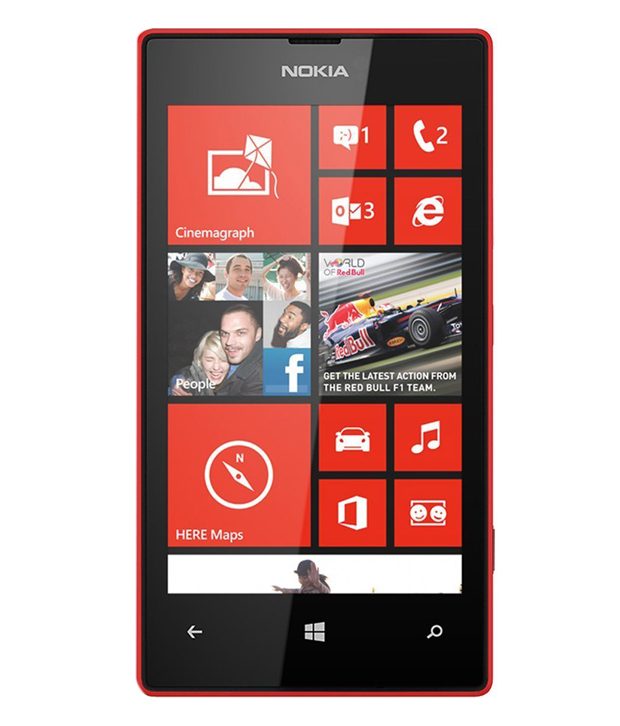 NOKIA
1
2
Cinemagraph
3
WORLD
OF Red Bull
People
f
Red Bull
GET THE LATEST ACTION FROM
THE RED BULL F1 TEAM.
N
HERE Maps